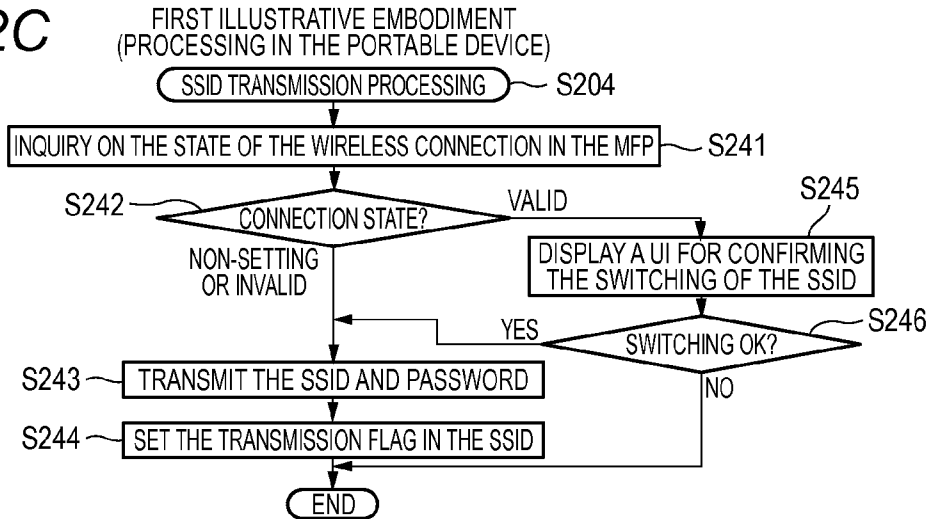 2C
FIRST ILLUSTRATIVE EMBODIMENT
(PROCESSING IN THE PORTABLE DEVICE)
SSID TRANSMISSION PROCESSING
S204
INQUIRY ON THE STATE OF THE WIRELESS CONNECTION IN THE MFP
S241
S242
CONNECTION STATE?
VALID
S245
NON-SETTING
OR INVALID
DISPLAY A UI FOR CONFIRMING
THE SWITCHING OF THE SSID
YES
SWITCHING OK?
S246
NO
S243
TRANSMIT THE SSID AND PASSWORD
S244
SET THE TRANSMISSION FLAG IN THE SSID
END